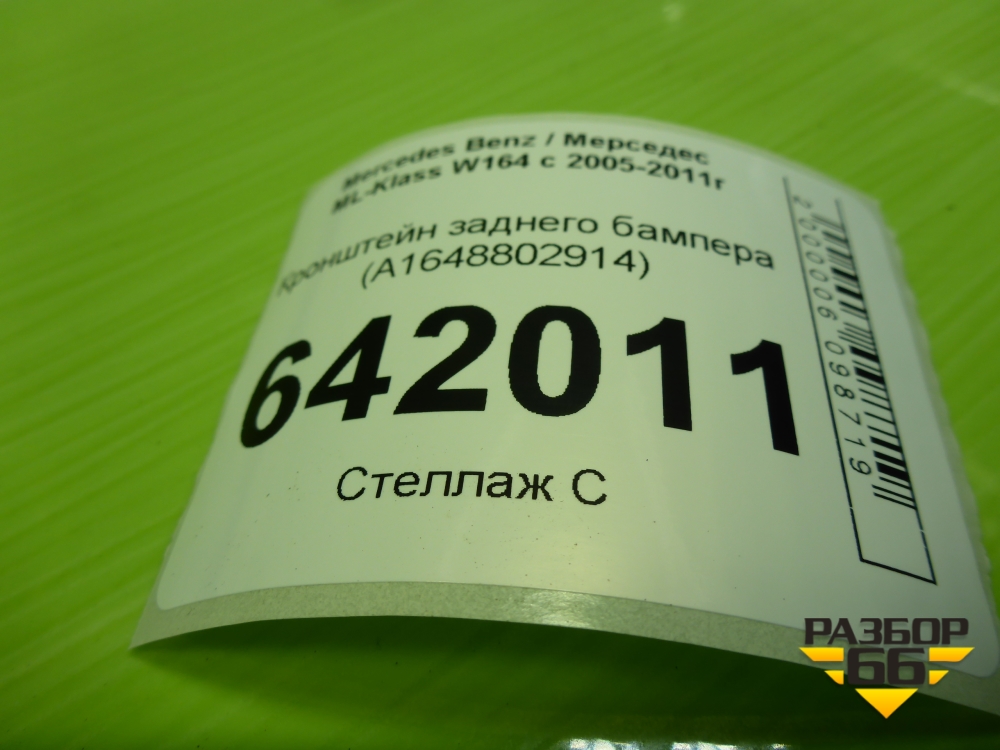 Mercedes Benz / Мерседес
ML-Klass W164 с 2005-2011г
Кронштейн заднего бампера
(A1648802914)
642011
Стеллаж С
2000006098719
РАЗБОР
66